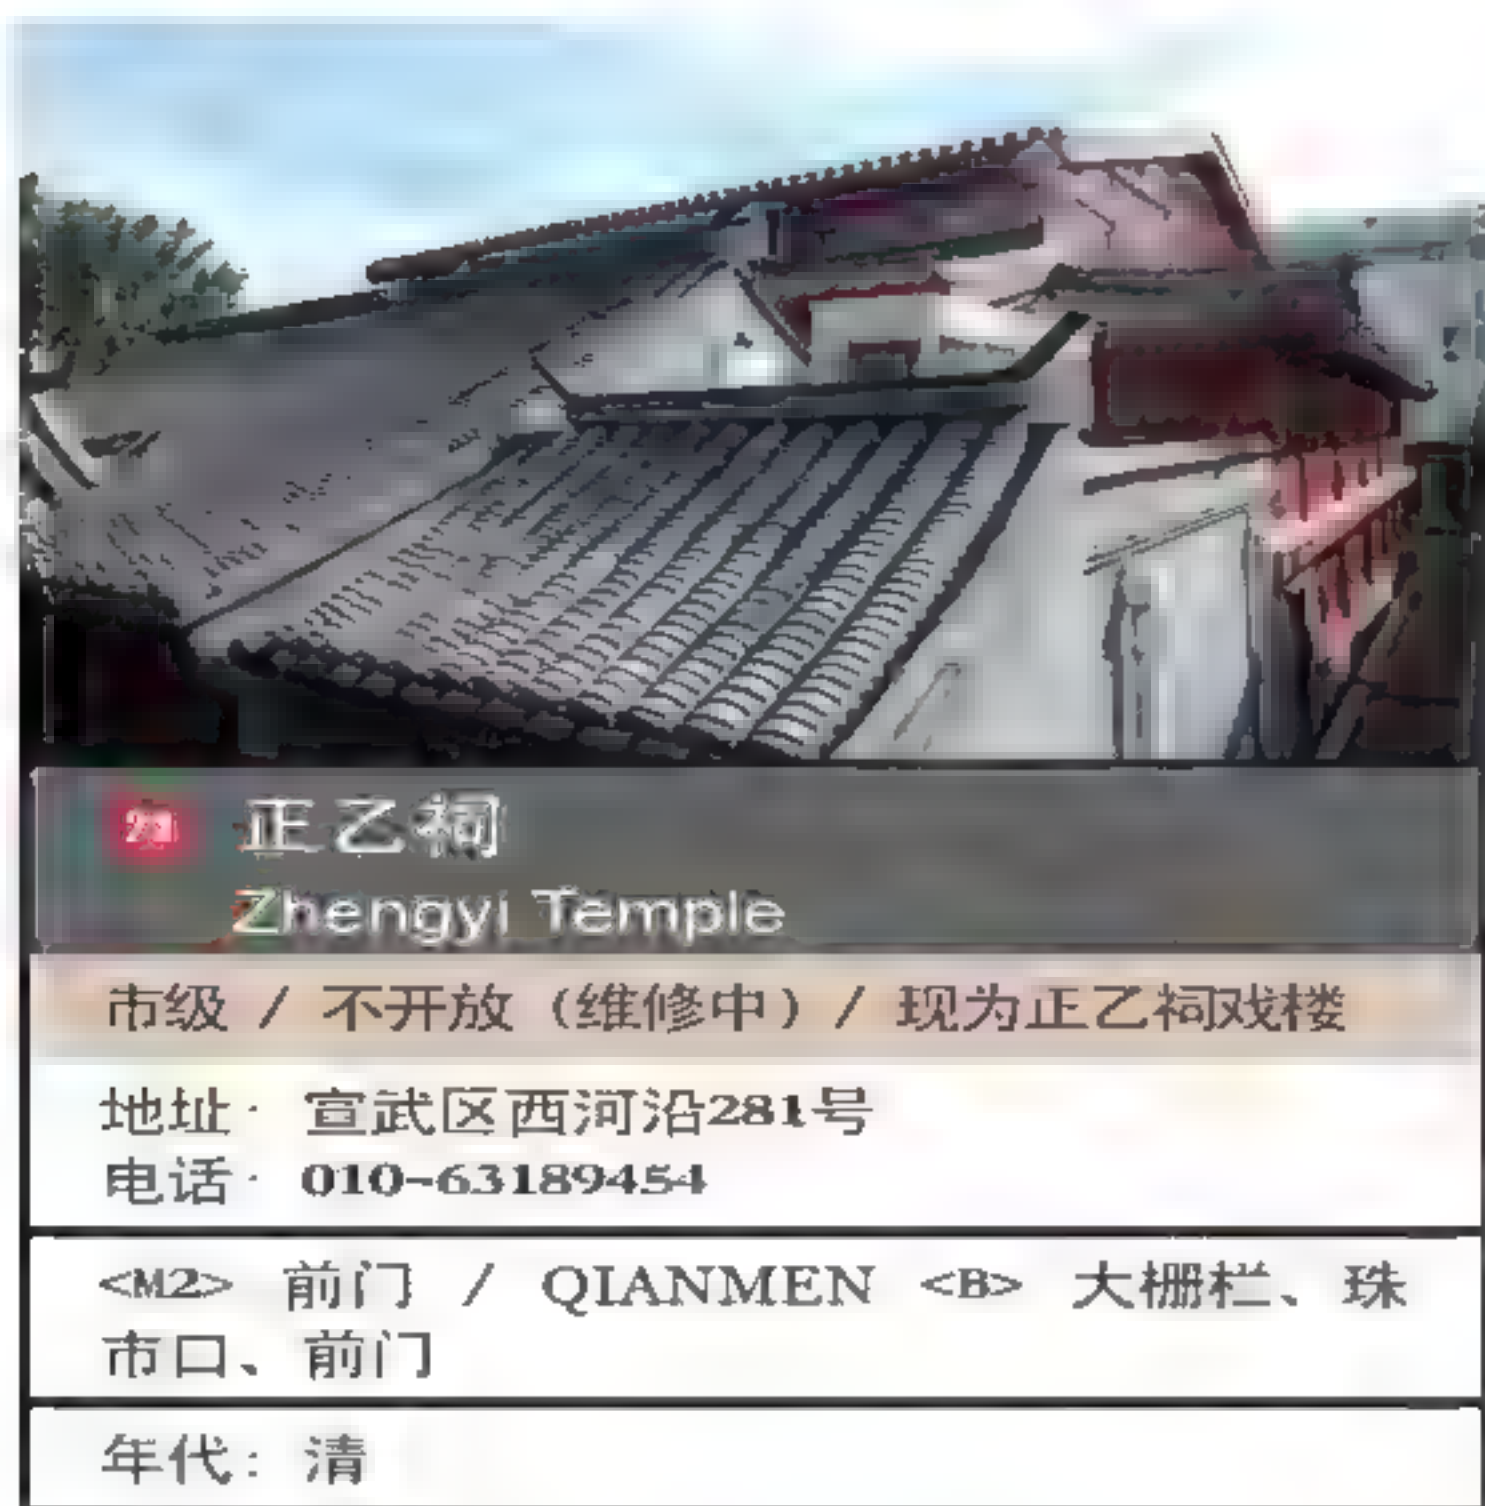 正乙祠
Zhengyi Temple
市级 / 不开放（维修中）/ 现为正乙祠戏楼
地址: 宣武区西河沿281号
电话: 010-63189454
<M2> 前门 / QIANMEN <B> 大栅栏、珠
市口、前门
年代: 清